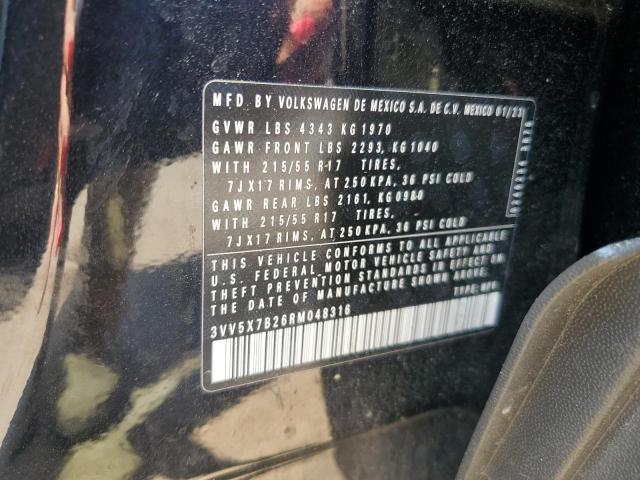 MFD. BY VOLKSWAGEN DE MEXICO S.A. DE C.V. MEXICO 01/23
GVWR LBS 4343 KG 1970
GAWR FRONT LBS 2293, KG 1040
WITH 215/55 R17 TIRES,
7JX17 RIMS, AT 250 KPA, 36 PSI COLD
GAWR REAR LBS 2161, KG 0980
WITH 215/55 R17 TIRES,
7JX17 RIMS, AT 250 KPA, 36 PSI COLD
THIS VEHICLE CONFORMS TO ALL APPLICABLE
U.S. FEDERAL MOTOR VEHICLE SAFETY AND
THEFT PREVENTION STANDARDS IN EFFECT ON
THE DATE OF MANUFACTURE SHOWN ABOVE.
TYPE: MPV
3VV5X7B26RM048316